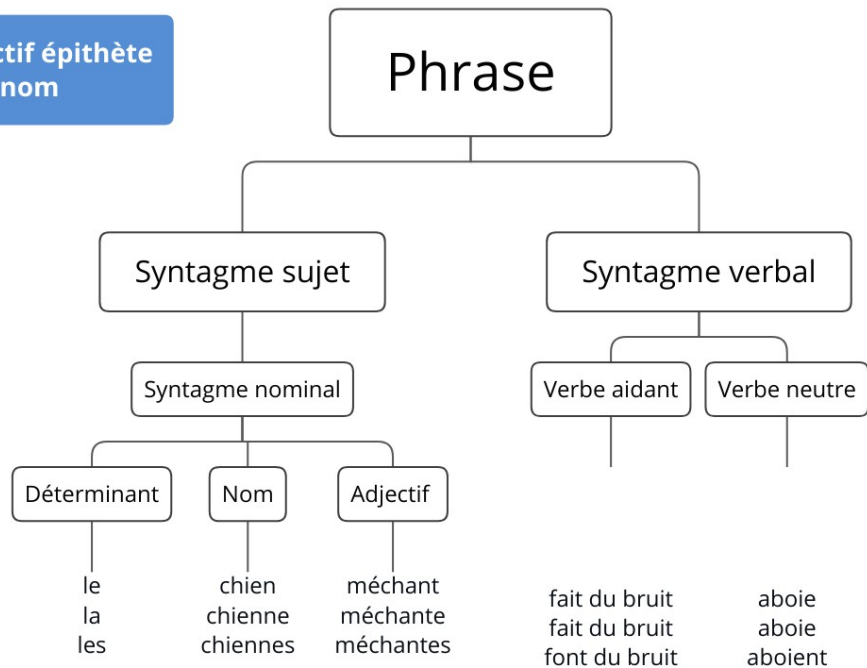 ctif épithète
nom
Phrase
Syntagme sujet
Syntagme verbal
Syntagme nominal
Verbe aidant
Verbe neutre
Déterminant
Nom
Adjectif
le
la
les
chien
chienne
chiennes
méchant
méchante
méchantes
fait du bruit
fait du bruit
font du bruit
aboie
aboie
aboient